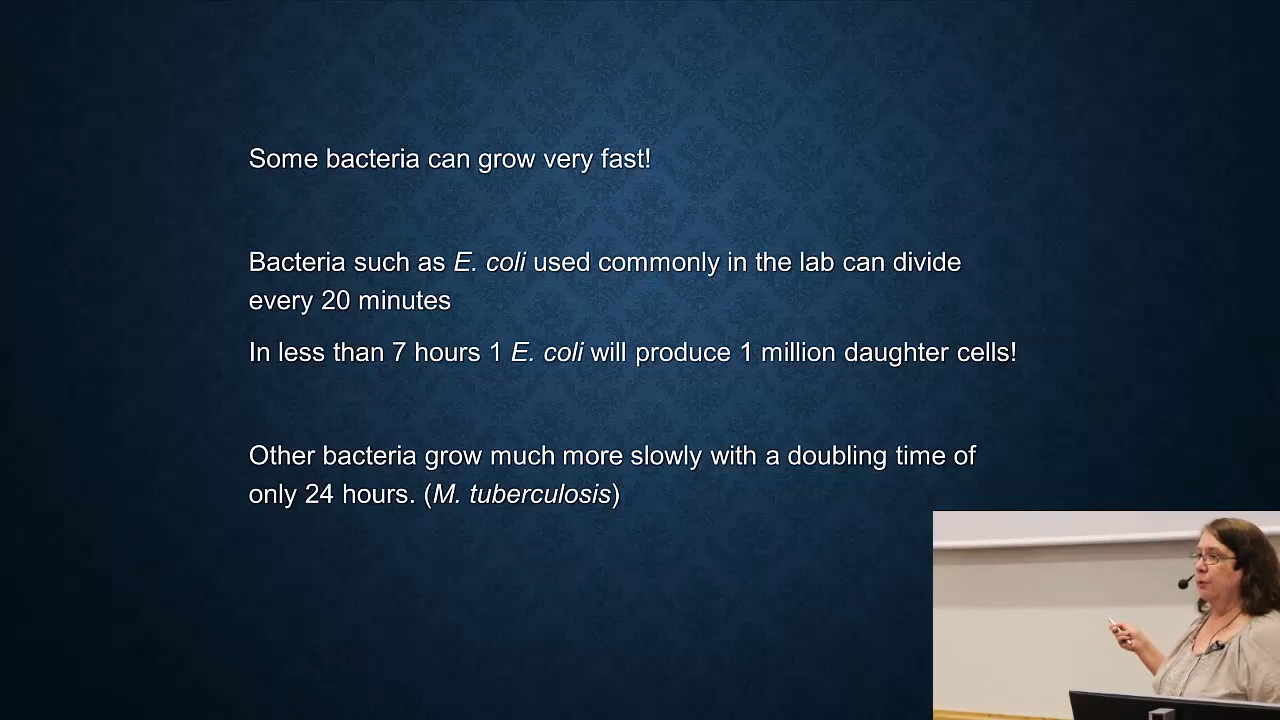 Some bacteria can grow very fast!
Bacteria such as E. coli used commonly in the lab can divide
every 20 minutes
In less than 7 hours 1 E. coli will produce 1 million daughter cells!
Other bacteria grow much more slowly with a doubling time of
only 24 hours. (M. tuberculosis)